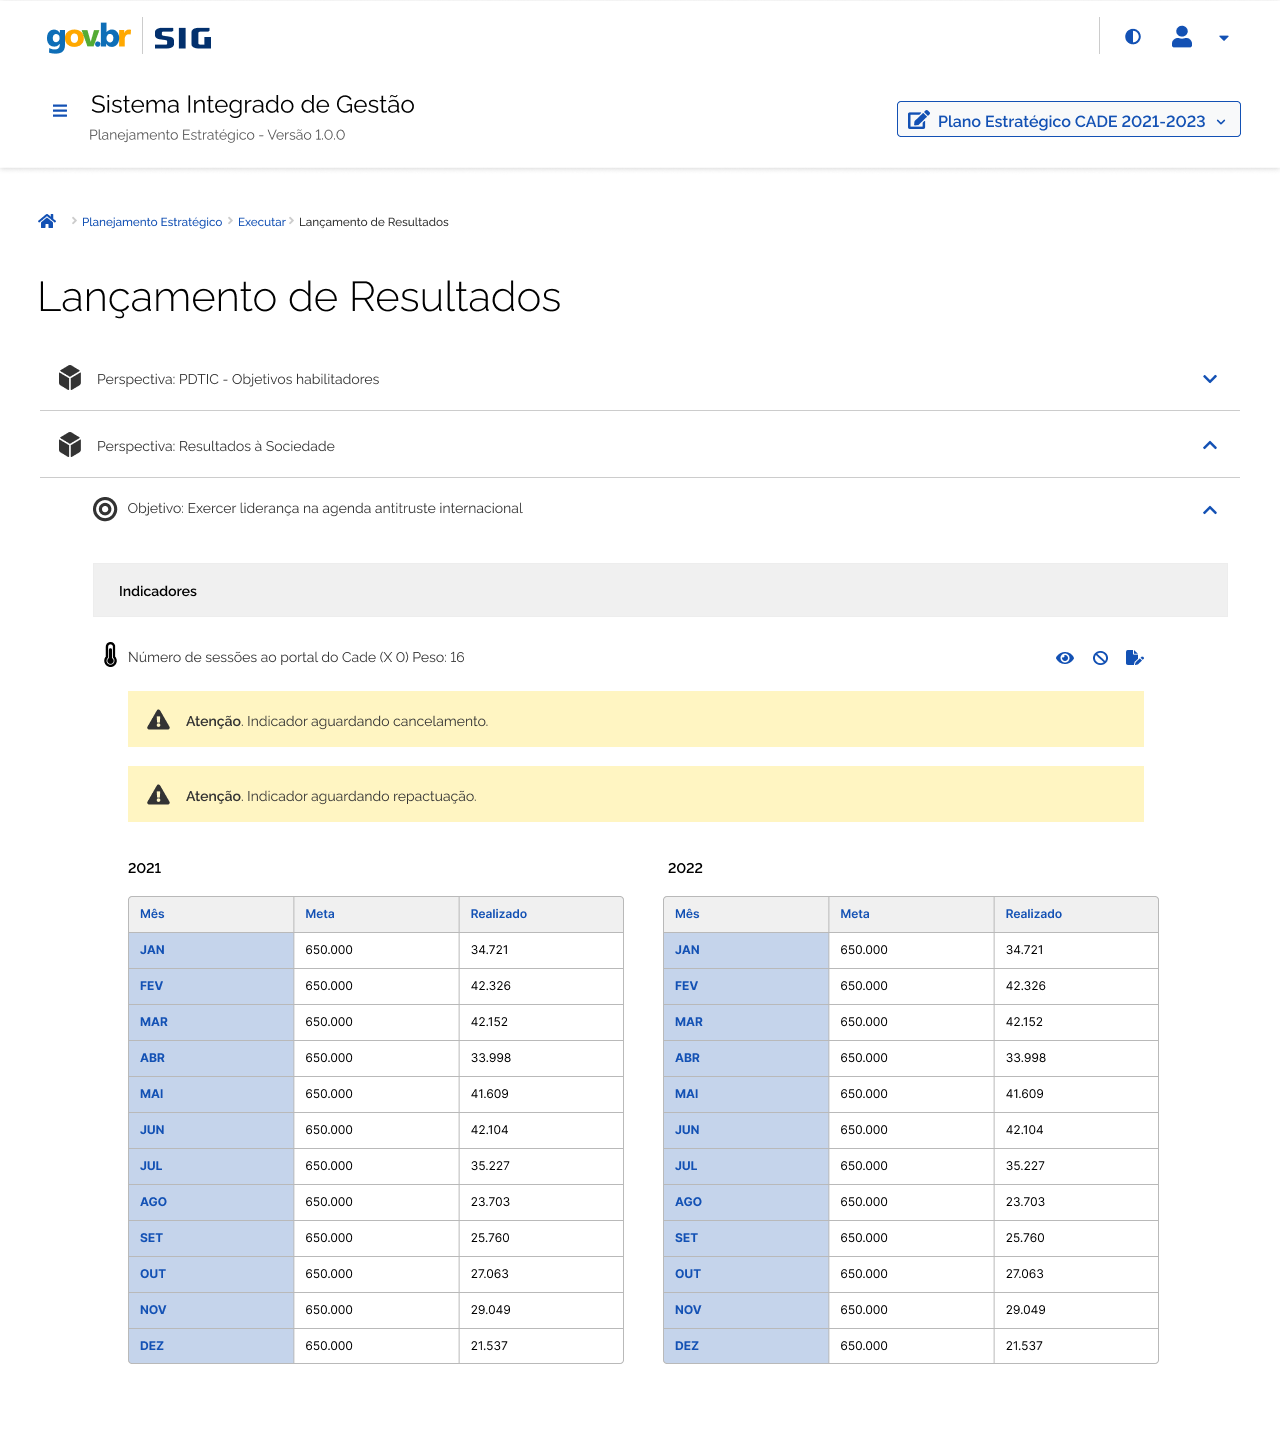 gov.br SIG
Sistema Integrado de Gestão
Planejamento Estratégico - Versão 1.0.0
Plano Estratégico CADE 2021-2023
Planejamento Estratégico Executar Lançamento de Resultados
Lançamento de Resultados
Perspectiva: PDTIC - Objetivos habilitadores
Perspectiva: Resultados à Sociedade
Objetivo: Exercer liderança na agenda antitruste internacional
Indicadores
Número de sessões ao portal do Cade (X 0) Peso: 16
Atenção. Indicador aguardando cancelamento.
Atenção. Indicador aguardando repactuação.
2021
Mês Meta Realizado
JAN 650.000 34.721
FEV 650.000 42.326
MAR 650.000 42.152
ABR 650.000 33.998
MAI 650.000 41.609
JUN 650.000 42.104
JUL 650.000 35.227
AGO 650.000 23.703
SET 650.000 25.760
OUT 650.000 27.063
NOV 650.000 29.049
DEZ 650.000 21.537
2022
Mês Meta Realizado
JAN 650.000 34.721
FEV 650.000 42.326
MAR 650.000 42.152
ABR 650.000 33.998
MAI 650.000 41.609
JUN 650.000 42.104
JUL 650.000 35.227
AGO 650.000 23.703
SET 650.000 25.760
OUT 650.000 27.063
NOV 650.000 29.049
DEZ 650.000 21.537